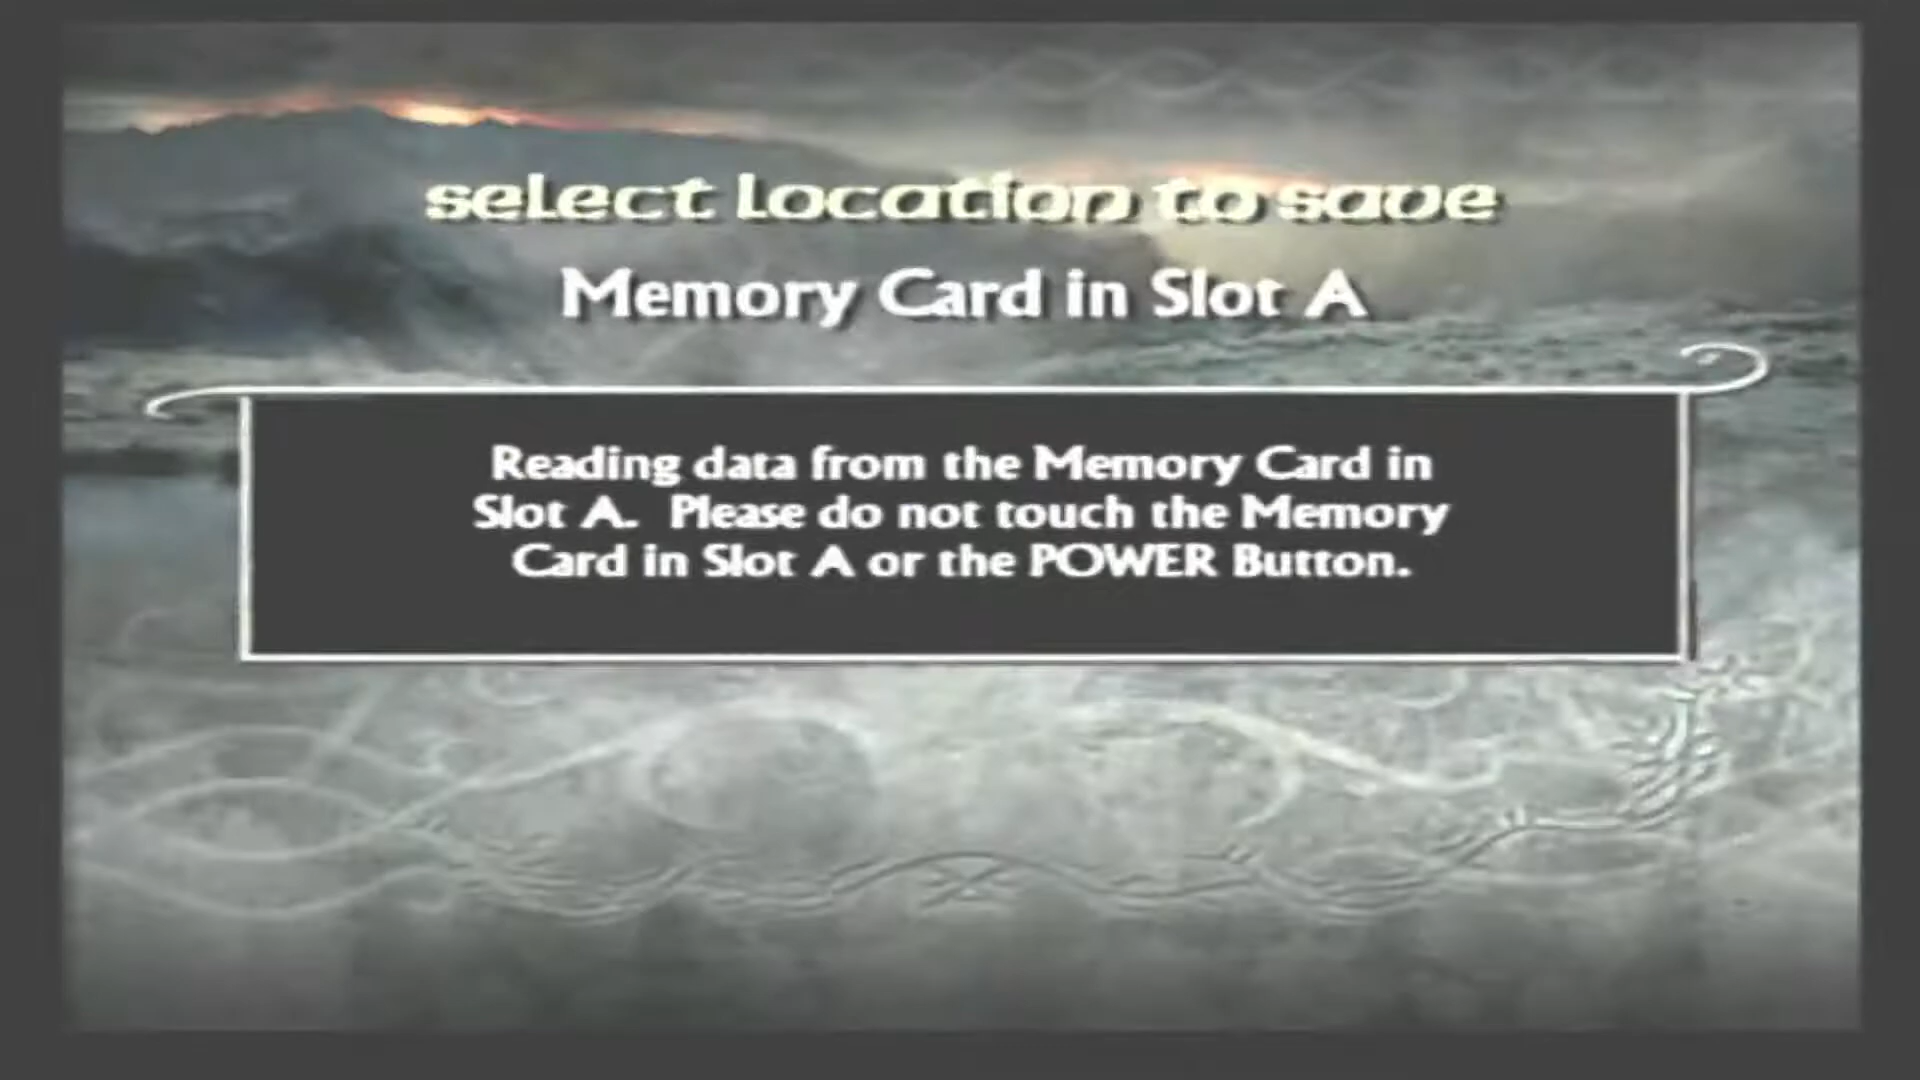 select location to save
Memory Card in Slot A
Reading data from the Memory Card in
Slot A.  Please do not touch the Memory
Card in Slot A or the POWER Button.